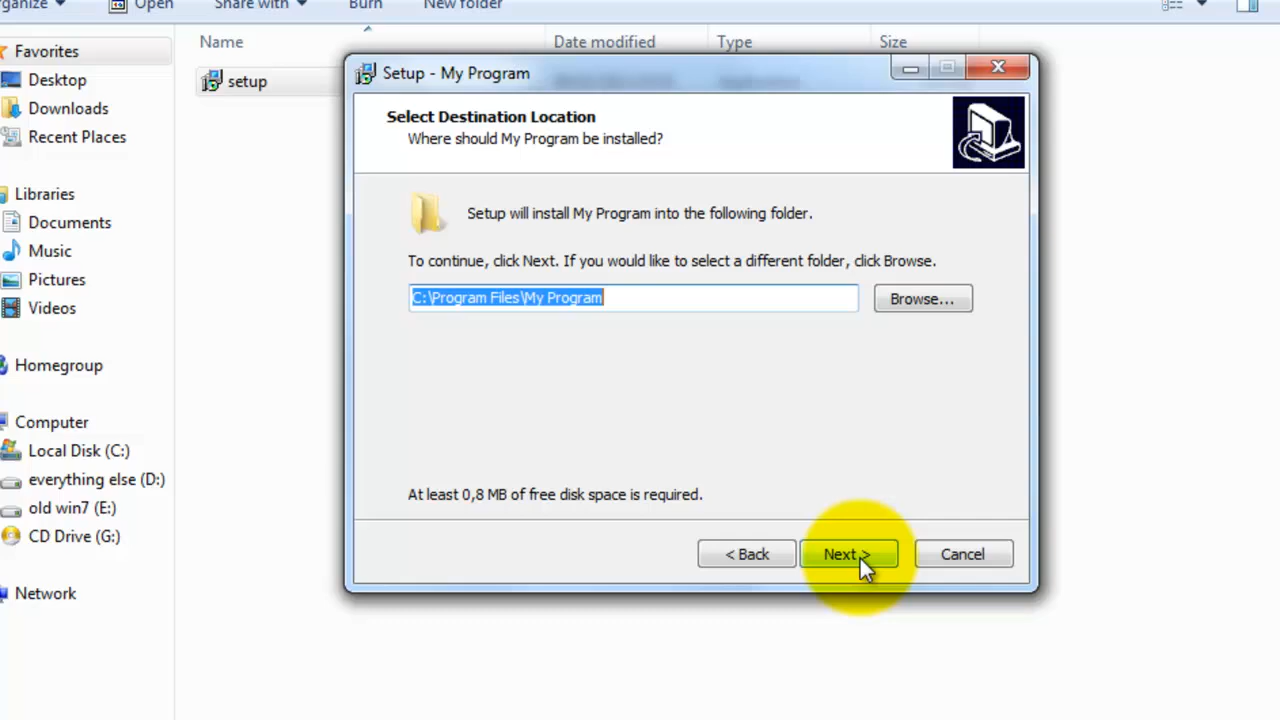 Open
Share with
Burn
New folder
Name
Date modified
Type
Size
Favorites
Desktop
Downloads
Recent Places
Libraries
Documents
Music
Pictures
Videos
Homegroup
Computer
Local Disk (C:)
everything else (D:)
old win7 (E:)
CD Drive (G:)
Network
setup
Setup - My Program
Select Destination Location
Where should My Program be installed?
Setup will install My Program into the following folder.
To continue, click Next. If you would like to select a different folder, click Browse.
C:\Program Files\My Program
Browse...
At least 0,8 MB of free disk space is required.
< Back
Next >
Cancel